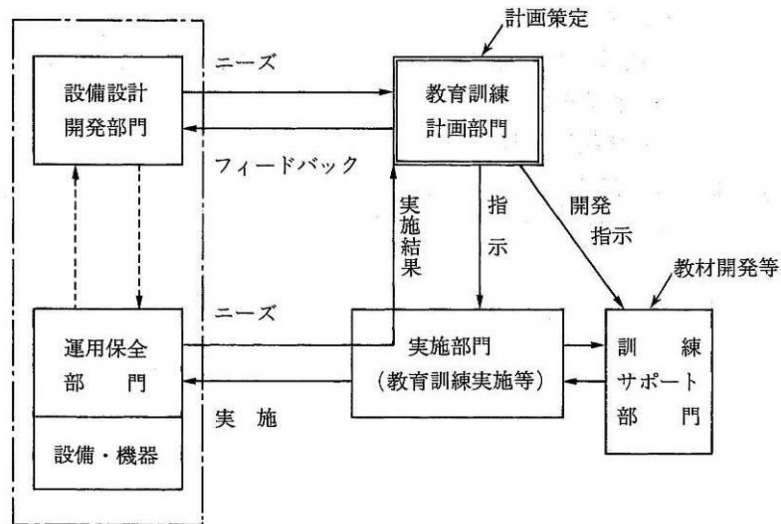 計画策定
ニーズ
設備設計
開発部門
教育訓練
計画部門
フィードバック
実施結果
指示
開発
指示
教材開発等
ニーズ
運用保全
部門
実施部門
(教育訓練実施等)
訓練
サポート
部門
実施
設備・機器